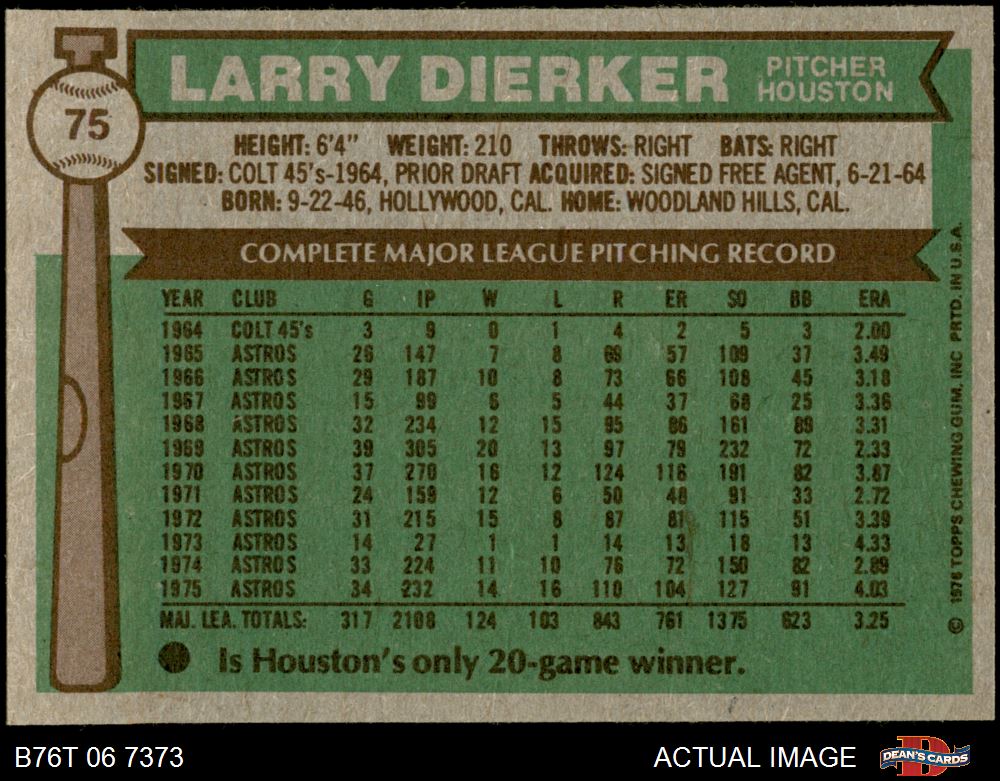 75
LARRY DIERKER
PITCHER
HOUSTON
HEIGHT: 6'4" WEIGHT: 210 THROWS: RIGHT BATS: RIGHT
SIGNED: COLT 45's-1964, PRIOR DRAFT ACQUIRED: SIGNED FREE AGENT, 6-21-64
BORN: 9-22-46, HOLLYWOOD, CAL. HOME: WOODLAND HILLS, CAL.
COMPLETE MAJOR LEAGUE PITCHING RECORD
YEAR CLUB G IP W L R ER SO BB ERA
1964 COLT 45's 3 9 0 1 4 2 5 3 2.00
1965 ASTROS 26 147 7 8 69 57 109 37 3.49
1966 ASTROS 29 187 10 8 73 66 108 45 3.18
1967 ASTROS 15 99 6 5 44 37 68 25 3.36
1968 ASTROS 32 234 12 15 95 86 161 89 3.31
1969 ASTROS 39 305 20 13 97 79 232 72 2.33
1970 ASTROS 37 270 16 12 124 116 191 82 3.87
1971 ASTROS 24 159 12 6 50 48 91 33 2.72
1972 ASTROS 31 215 15 8 87 81 115 51 3.39
1973 ASTROS 14 27 1 1 14 13 18 13 4.33
1974 ASTROS 33 224 11 10 76 72 150 82 2.89
1975 ASTROS 34 232 14 16 110 104 127 91 4.03
MAJ. LEA. TOTALS: 317 2108 124 103 843 761 1375 623 3.25
Is Houston's only 20-game winner.
© 1976 TOPPS CHEWING GUM, INC PRTD. IN U.S.A.
B76T 06 7373
ACTUAL IMAGE
DEAN'S CARDS